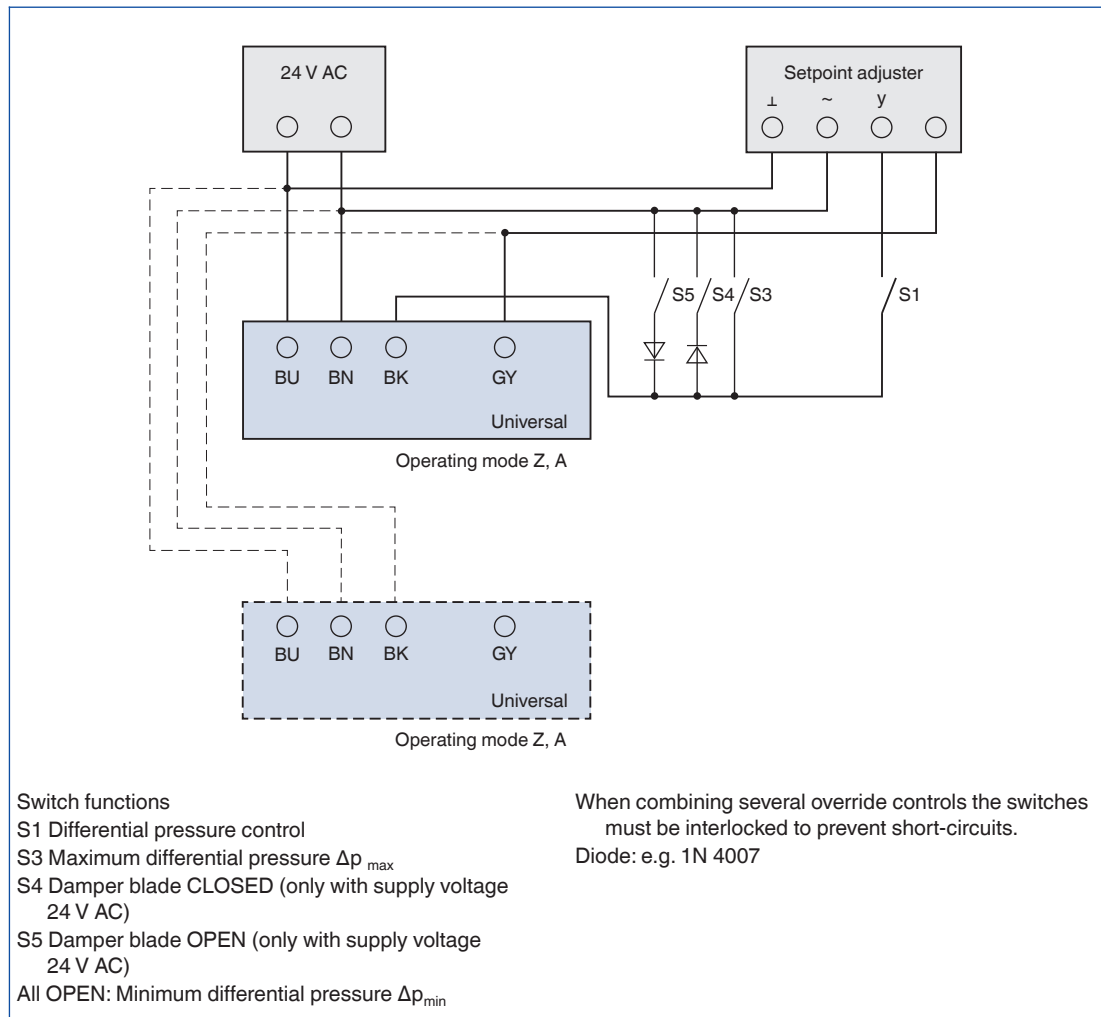 24 V AC
Setpoint adjuster
⊥ ~ y
S5 S4 S3 S1
BU BN BK GY
Universal
Operating mode Z, A
BU BN BK GY
Universal
Operating mode Z, A
Switch functions
S1 Differential pressure control
S3 Maximum differential pressure Δp max
S4 Damper blade CLOSED (only with supply voltage
24 V AC)
S5 Damper blade OPEN (only with supply voltage
24 V AC)
All OPEN: Minimum differential pressure Δpmin
When combining several override controls the switches
must be interlocked to prevent short-circuits.
Diode: e.g. 1N 4007